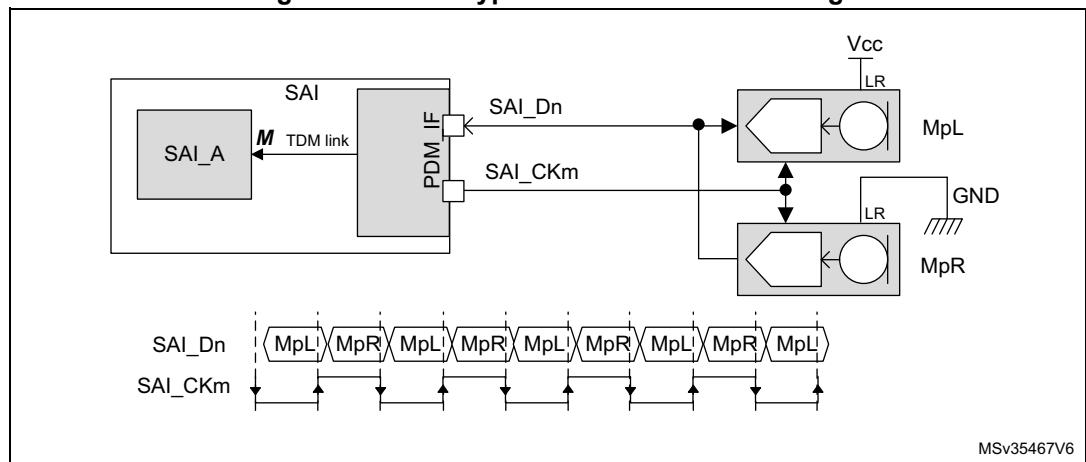 Vcc
LR
SAI
SAI_Dn
MpL
SAI_A
M TDM link
PDM_IF
SAI_CKm
GND
LR
MpR
SAI_Dn MpL MpR MpL MpR MpL MpR MpL MpR MpL
SAI_CKm
MSv35467V6